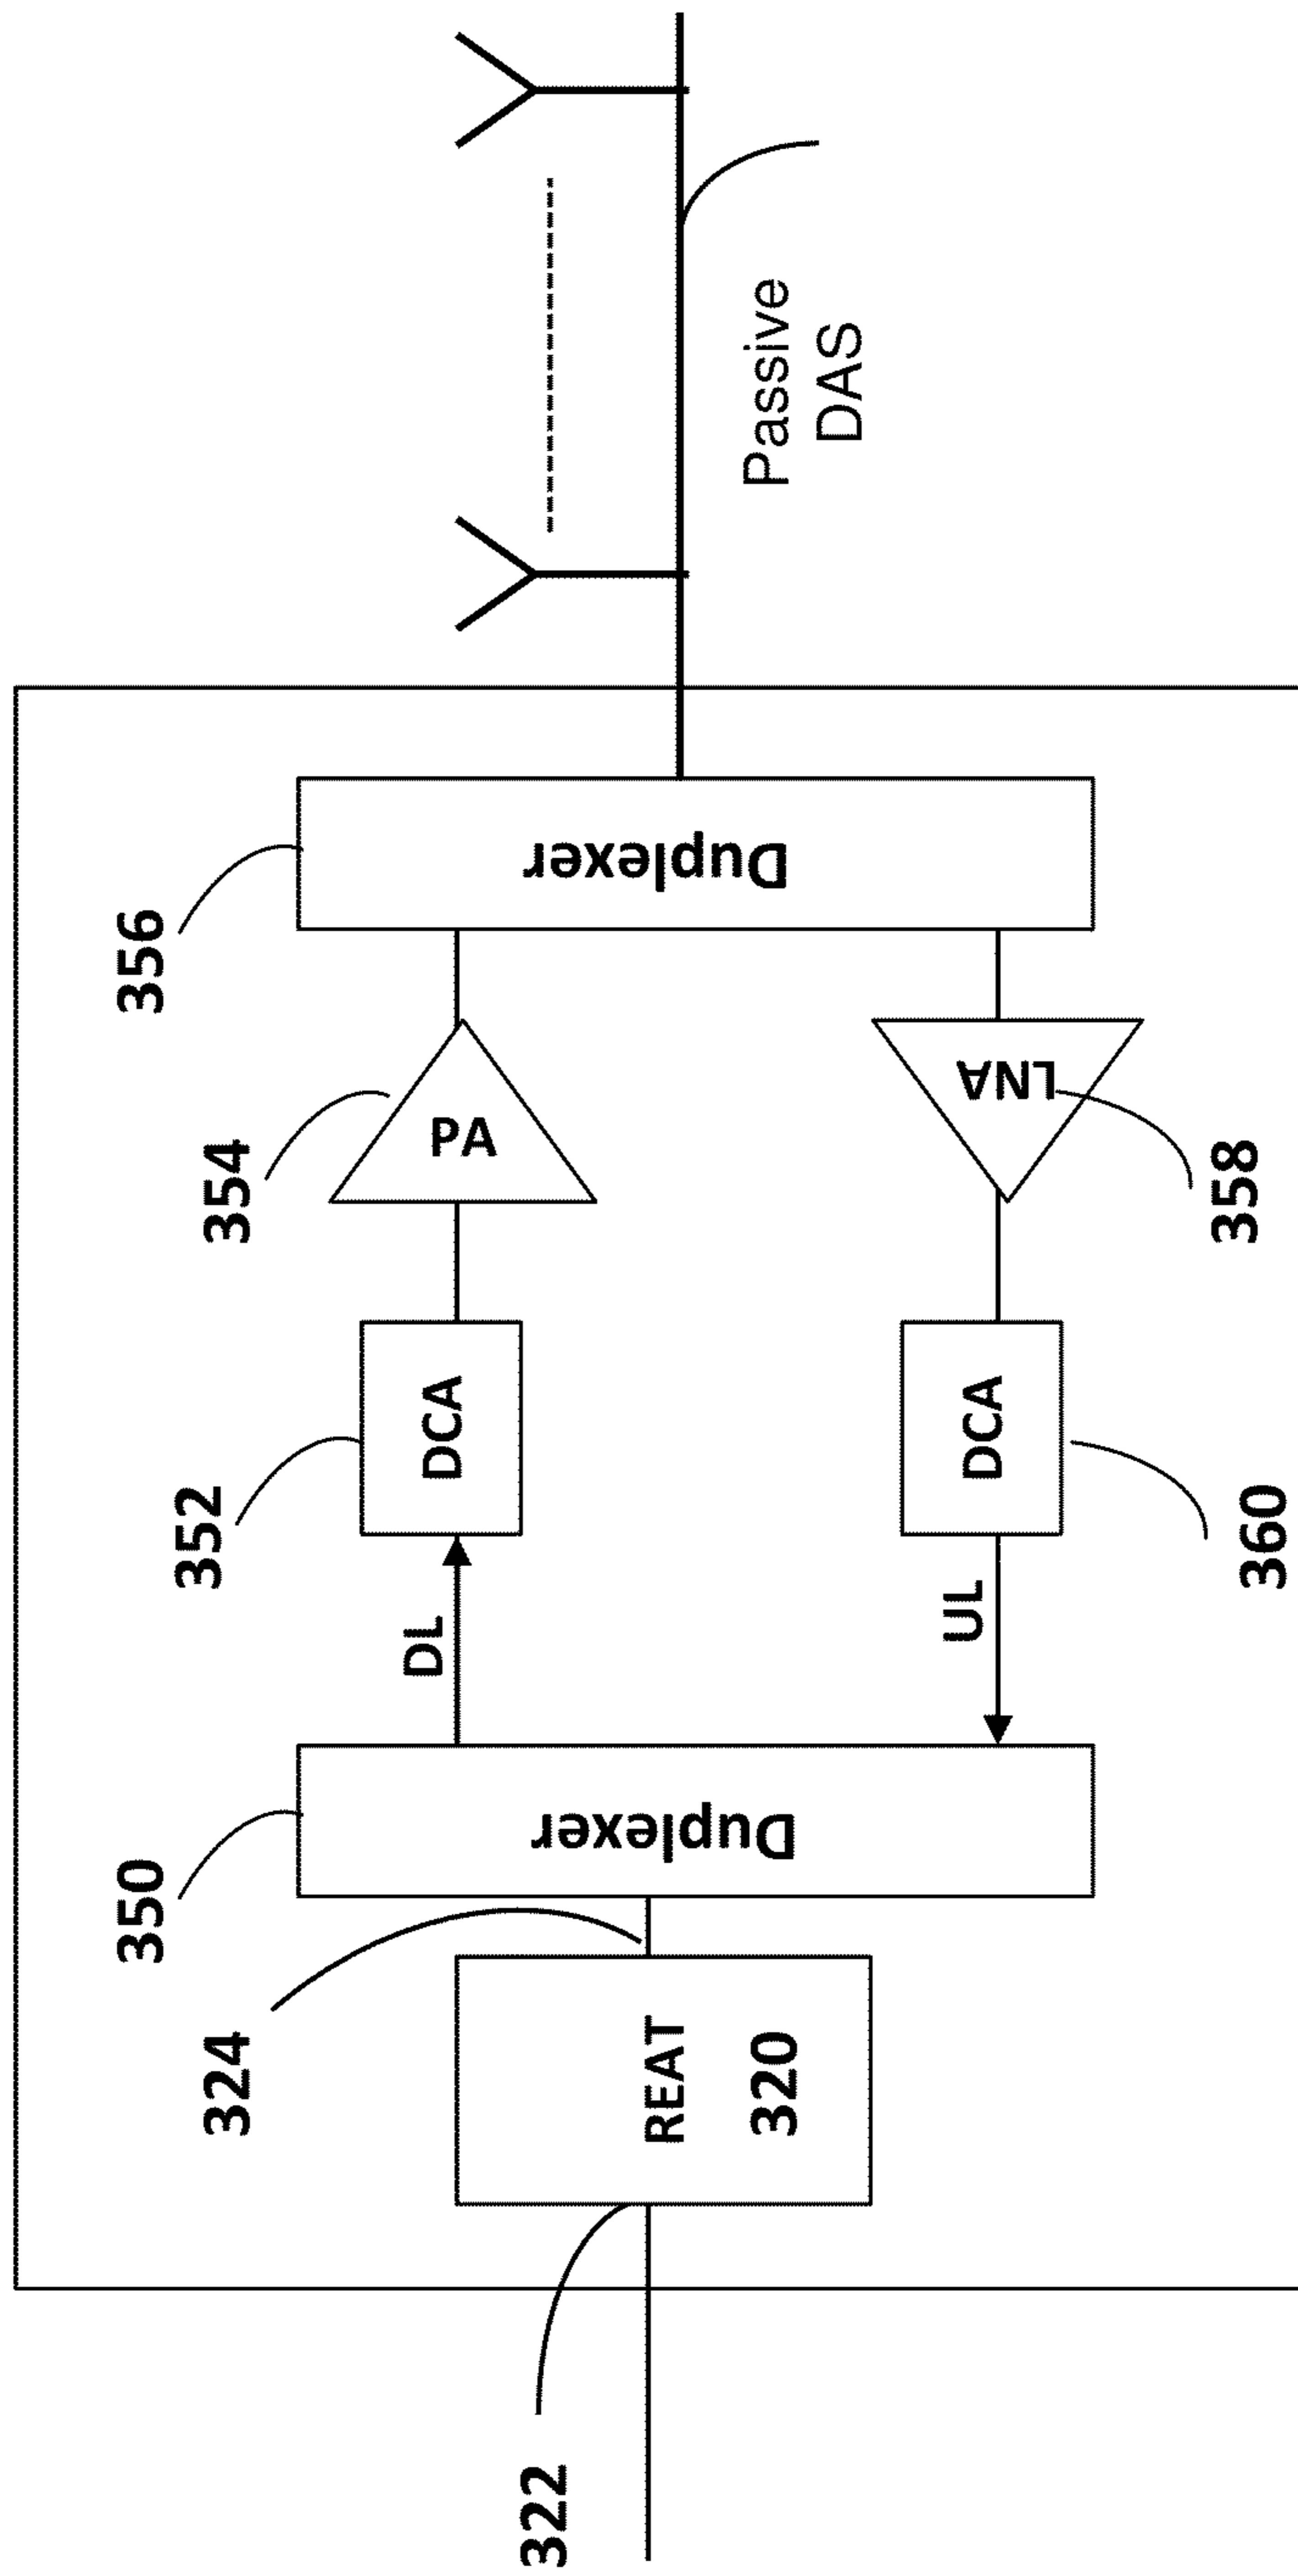 356
354
352
350
324
322
Duplexer
PA
DCA
DL
Duplexer
REAT
320
LNA
358
DCA
360
UL
Passive
DAS